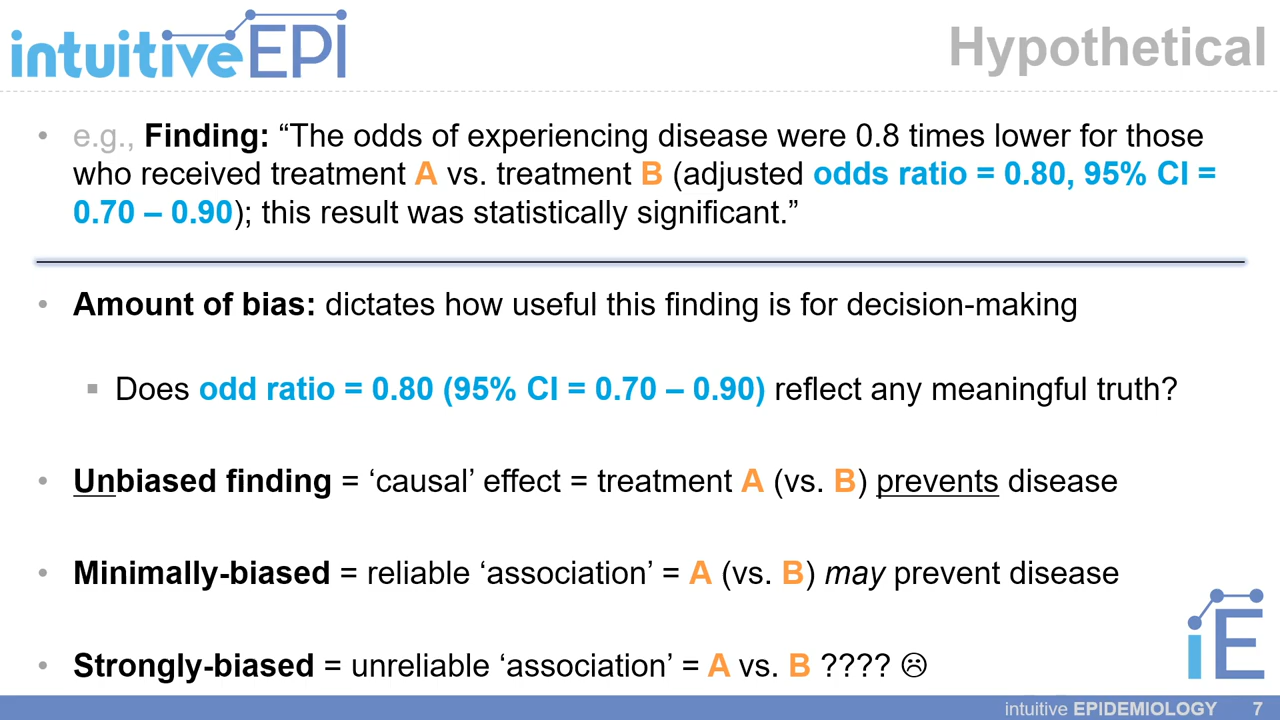 intuitiveEPI
Hypothetical
• e.g., Finding: “The odds of experiencing disease were 0.8 times lower for those
who received treatment A vs. treatment B (adjusted odds ratio = 0.80, 95% CI =
0.70 – 0.90); this result was statistically significant.”
• Amount of bias: dictates how useful this finding is for decision-making
▪ Does odd ratio = 0.80 (95% CI = 0.70 – 0.90) reflect any meaningful truth?
• Unbiased finding = ‘causal’ effect = treatment A (vs. B) prevents disease
• Minimally-biased = reliable ‘association’ = A (vs. B) may prevent disease
• Strongly-biased = unreliable ‘association’ = A vs. B ???? ☹
iE
intuitive EPIDEMIOLOGY 7